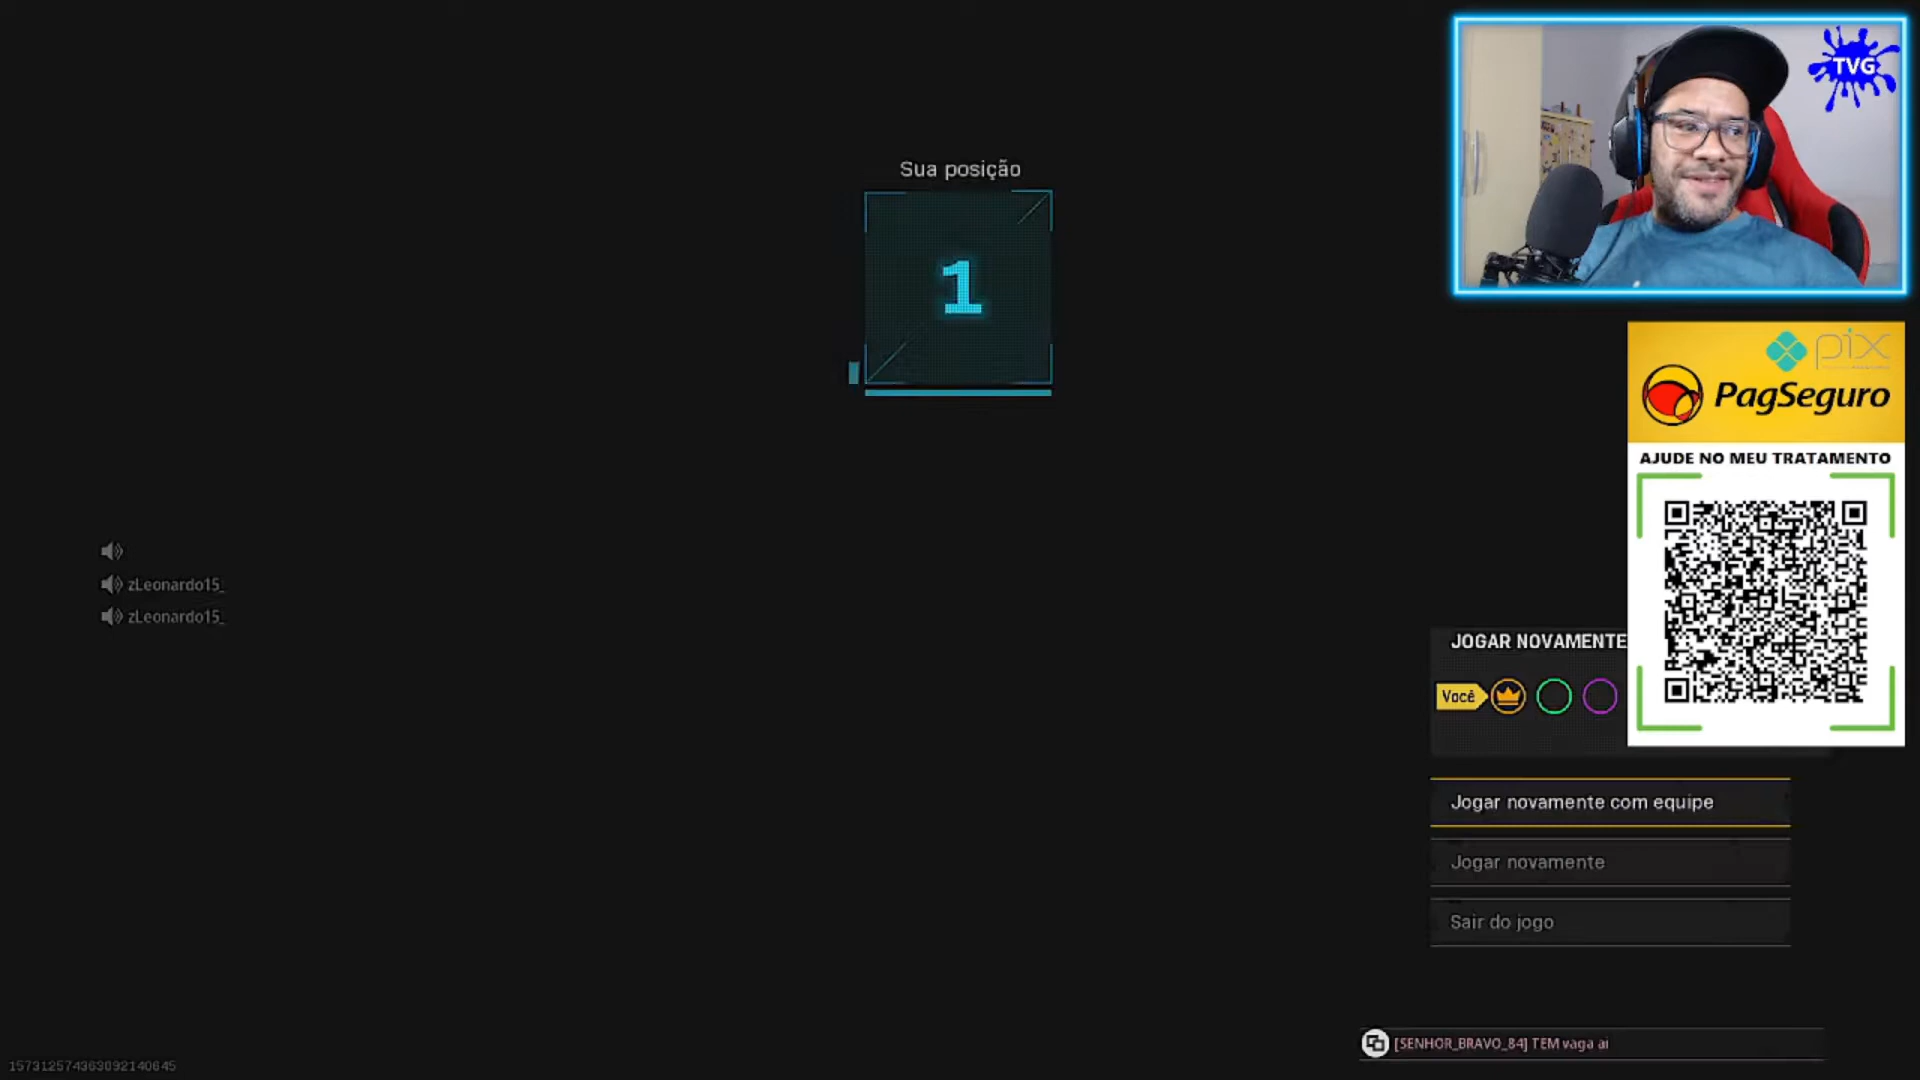 TVG
Sua posição
1
pix
PagSeguro
AJUDE NO MEU TRATAMENTO
zLeonardo15_
zLeonardo15_
JOGAR NOVAMENTE
Você
Jogar novamente com equipe
Jogar novamente
Sair do jogo
[SENHOR_BRAVO_84] TEM vaga ai
157312574363092140645